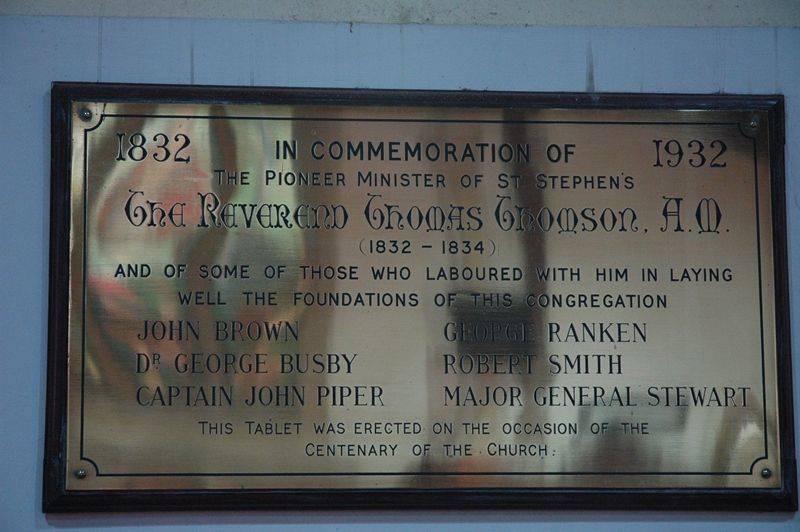 1832 IN COMMEMORATION OF 1932
THE PIONEER MINISTER OF ST STEPHEN'S
THE REVEREND THOMAS THOMSON, A.M.
(1832 - 1834)
AND OF SOME OF THOSE WHO LABOURED WITH HIM IN LAYING
WELL THE FOUNDATIONS OF THIS CONGREGATION
JOHN BROWN GEORGE RANKEN
DR GEORGE BUSBY ROBERT SMITH
CAPTAIN JOHN PIPER MAJOR GENERAL STEWART
THIS TABLET WAS ERECTED ON THE OCCASION OF THE
CENTENARY OF THE CHURCH.